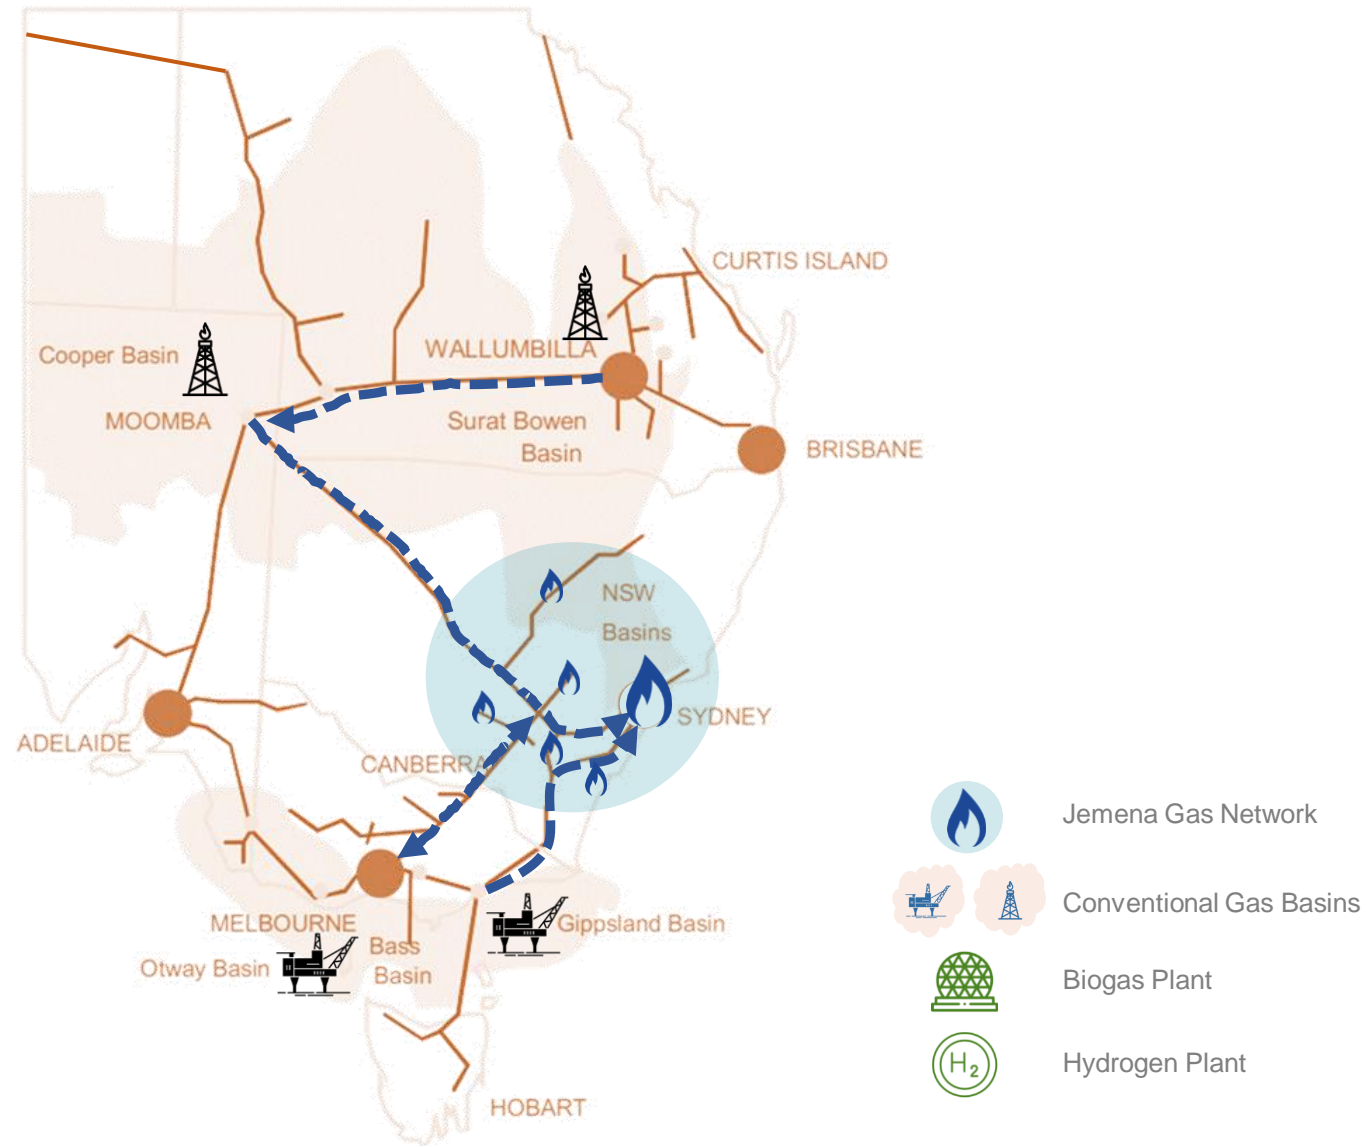 CURTIS ISLAND
Cooper Basin
WALLUMBILLA
MOOMBA
Surat Bowen
Basin
BRISBANE
NSW
Basins
SYDNEY
ADELAIDE
CANBERRA
MELBOURNE
Gippsland Basin
Bass
Basin
Otway Basin
HOBART
Jemena Gas Network
Conventional Gas Basins
Biogas Plant
H2
Hydrogen Plant